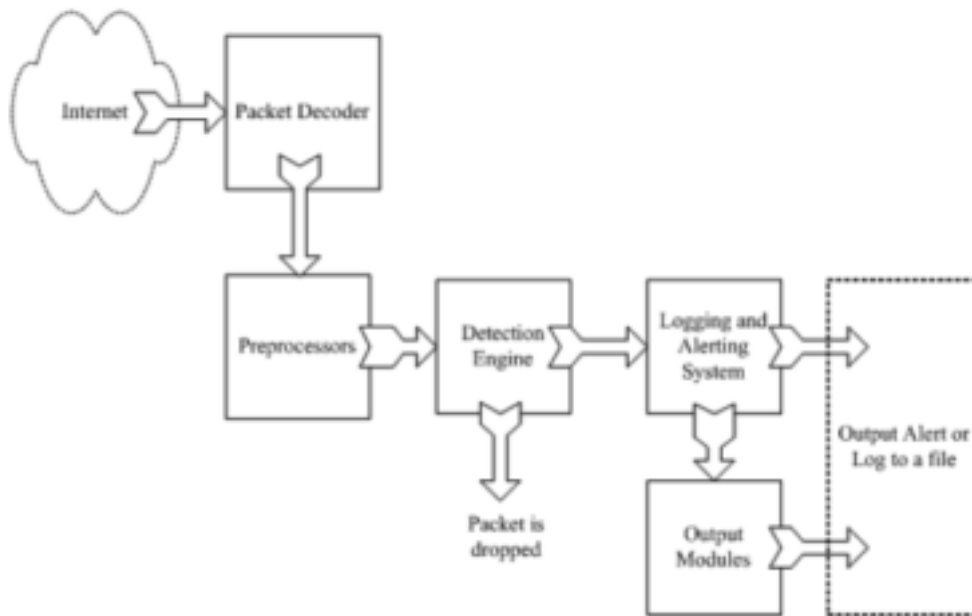 Internet
Packet Decoder
Preprocessors
Detection
Engine
Logging and
Alerting
System
Output Alert or
Log to a file
Packet is
dropped
Output
Modules